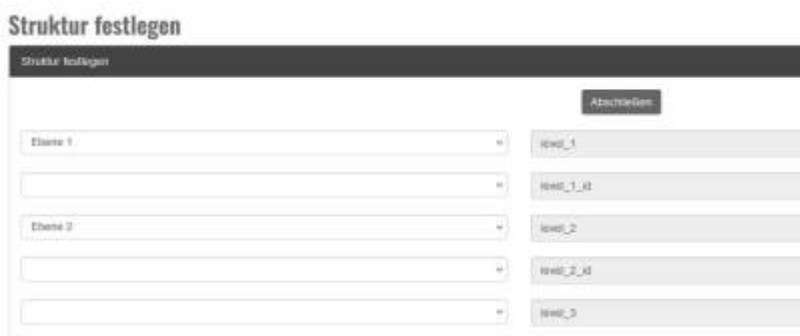 Struktur festlegen
Struktur festlegen
Abschließen
Ebene 1 level_1
level_1_id
Ebene 2 level_2
level_2_id
level_3